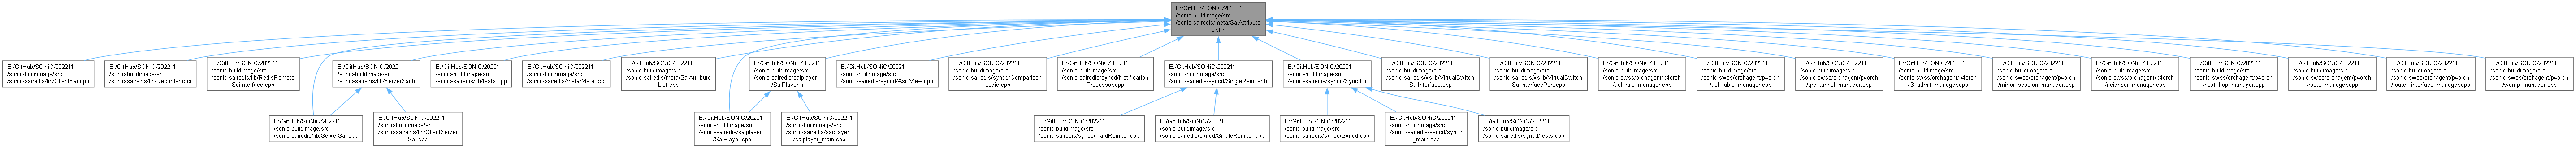 E:/GitHub/SONiC/202211
/sonic-buildimage/src
/sonic-sairedis/meta/SaiAttribute
List.h
E:/GitHub/SONiC/202211
/sonic-buildimage/src
/sonic-sairedis/lib/ClientSai.cpp
E:/GitHub/SONiC/202211
/sonic-buildimage/src
/sonic-sairedis/lib/Recorder.cpp
E:/GitHub/SONiC/202211
/sonic-buildimage/src
/sonic-sairedis/lib/RedisRemote
SaiInterface.cpp
E:/GitHub/SONiC/202211
/sonic-buildimage/src
/sonic-sairedis/lib/ServerSai.h
E:/GitHub/SONiC/202211
/sonic-buildimage/src
/sonic-sairedis/lib/tests.cpp
E:/GitHub/SONiC/202211
/sonic-buildimage/src
/sonic-sairedis/meta/Meta.cpp
E:/GitHub/SONiC/202211
/sonic-buildimage/src
/sonic-sairedis/meta/SaiAttribute
List.cpp
E:/GitHub/SONiC/202211
/sonic-buildimage/src
/sonic-sairedis/saiplayer
/SaiPlayer.h
E:/GitHub/SONiC/202211
/sonic-buildimage/src
/sonic-sairedis/syncd/AsicView.cpp
E:/GitHub/SONiC/202211
/sonic-buildimage/src
/sonic-sairedis/syncd/Comparison
Logic.cpp
E:/GitHub/SONiC/202211
/sonic-buildimage/src
/sonic-sairedis/syncd/Notification
Processor.cpp
E:/GitHub/SONiC/202211
/sonic-buildimage/src
/sonic-sairedis/syncd/SingleReiniter.h
E:/GitHub/SONiC/202211
/sonic-buildimage/src
/sonic-sairedis/syncd/Syncd.h
E:/GitHub/SONiC/202211
/sonic-buildimage/src
/sonic-sairedis/vslib/VirtualSwitch
SaiInterface.cpp
E:/GitHub/SONiC/202211
/sonic-buildimage/src
/sonic-sairedis/vslib/VirtualSwitch
SaiInterfacePort.cpp
E:/GitHub/SONiC/202211
/sonic-buildimage/src
/sonic-swss/orchagent/p4orch
/acl_rule_manager.cpp
E:/GitHub/SONiC/202211
/sonic-buildimage/src
/sonic-swss/orchagent/p4orch
/acl_table_manager.cpp
E:/GitHub/SONiC/202211
/sonic-buildimage/src
/sonic-swss/orchagent/p4orch
/gre_tunnel_manager.cpp
E:/GitHub/SONiC/202211
/sonic-buildimage/src
/sonic-swss/orchagent/p4orch
/l3_admit_manager.cpp
E:/GitHub/SONiC/202211
/sonic-buildimage/src
/sonic-swss/orchagent/p4orch
/mirror_session_manager.cpp
E:/GitHub/SONiC/202211
/sonic-buildimage/src
/sonic-swss/orchagent/p4orch
/neighbor_manager.cpp
E:/GitHub/SONiC/202211
/sonic-buildimage/src
/sonic-swss/orchagent/p4orch
/next_hop_manager.cpp
E:/GitHub/SONiC/202211
/sonic-buildimage/src
/sonic-swss/orchagent/p4orch
/route_manager.cpp
E:/GitHub/SONiC/202211
/sonic-buildimage/src
/sonic-swss/orchagent/p4orch
/router_interface_manager.cpp
E:/GitHub/SONiC/202211
/sonic-buildimage/src
/sonic-swss/orchagent/p4orch
/wcmp_manager.cpp
E:/GitHub/SONiC/202211
/sonic-buildimage/src
/sonic-sairedis/lib/ServerSai.cpp
E:/GitHub/SONiC/202211
/sonic-buildimage/src
/sonic-sairedis/lib/ClientServer
Sai.cpp
E:/GitHub/SONiC/202211
/sonic-buildimage/src
/sonic-sairedis/saiplayer
/SaiPlayer.cpp
E:/GitHub/SONiC/202211
/sonic-buildimage/src
/sonic-sairedis/saiplayer
/saiplayer_main.cpp
E:/GitHub/SONiC/202211
/sonic-buildimage/src
/sonic-sairedis/syncd/HardReiniter.cpp
E:/GitHub/SONiC/202211
/sonic-buildimage/src
/sonic-sairedis/syncd/SingleReiniter.cpp
E:/GitHub/SONiC/202211
/sonic-buildimage/src
/sonic-sairedis/syncd/Syncd.cpp
E:/GitHub/SONiC/202211
/sonic-buildimage/src
/sonic-sairedis/syncd/syncd
_main.cpp
E:/GitHub/SONiC/202211
/sonic-buildimage/src
/sonic-sairedis/syncd/tests.cpp